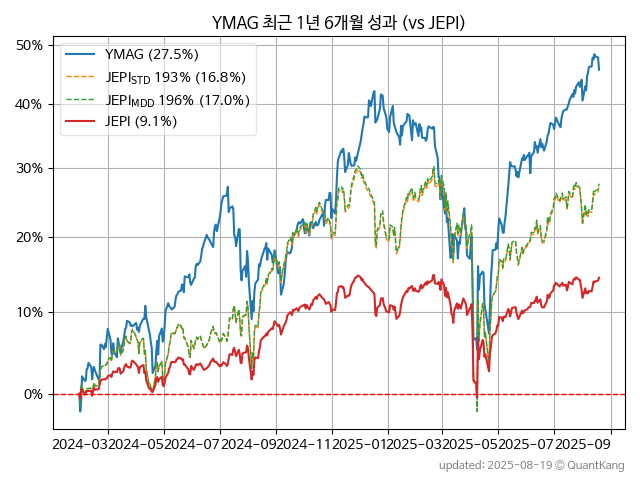 YMAG 최근 1년 6개월 성과 (vs JEPI)
50%
40%
30%
20%
10%
0%
YMAG (27.5%)
JEPI_STD 193% (16.8%)
JEPI_MDD 196% (17.0%)
JEPI (9.1%)
2024-03 2024-05 2024-07 2024-09 2024-11 2025-01 2025-03 2025-05 2025-07 2025-09
updated: 2025-08-19 © QuantKang